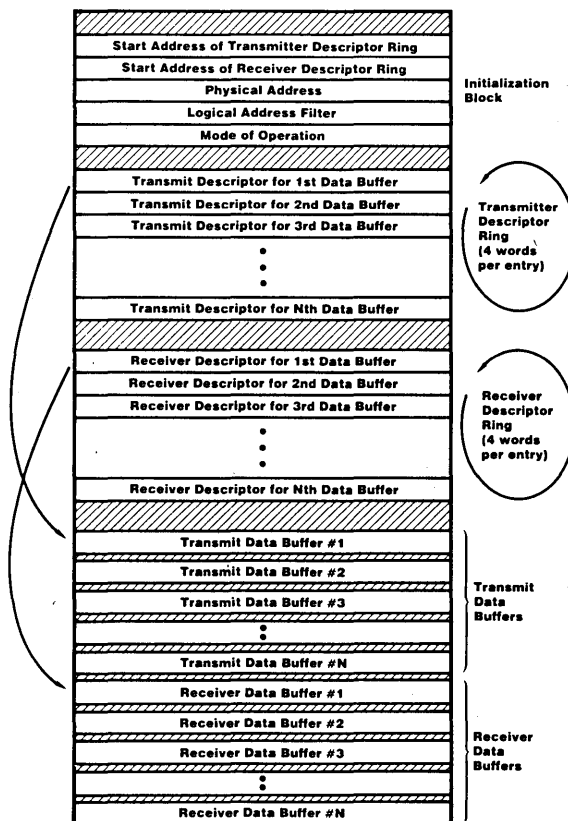 Start Address of Transmitter Descriptor Ring
Start Address of Receiver Descriptor Ring
Physical Address
Logical Address Filter
Mode of Operation
Initialization
Block
Transmit Descriptor for 1st Data Buffer
Transmit Descriptor for 2nd Data Buffer
Transmit Descriptor for 3rd Data Buffer
Transmit Descriptor for Nth Data Buffer
Transmitter
Descriptor
Ring
(4 words
per entry)
Receiver Descriptor for 1st Data Buffer
Receiver Descriptor for 2nd Data Buffer
Receiver Descriptor for 3rd Data Buffer
Receiver Descriptor for Nth Data Buffer
Receiver
Descriptor
Ring
(4 words
per entry)
Transmit Data Buffer #1
Transmit Data Buffer #2
Transmit Data Buffer #3
Transmit Data Buffer #N
Transmit
Data
Buffers
Receiver Data Buffer #1
Receiver Data Buffer #2
Receiver Data Buffer #3
Receiver Data Buffer #N
Receiver
Data
Buffers